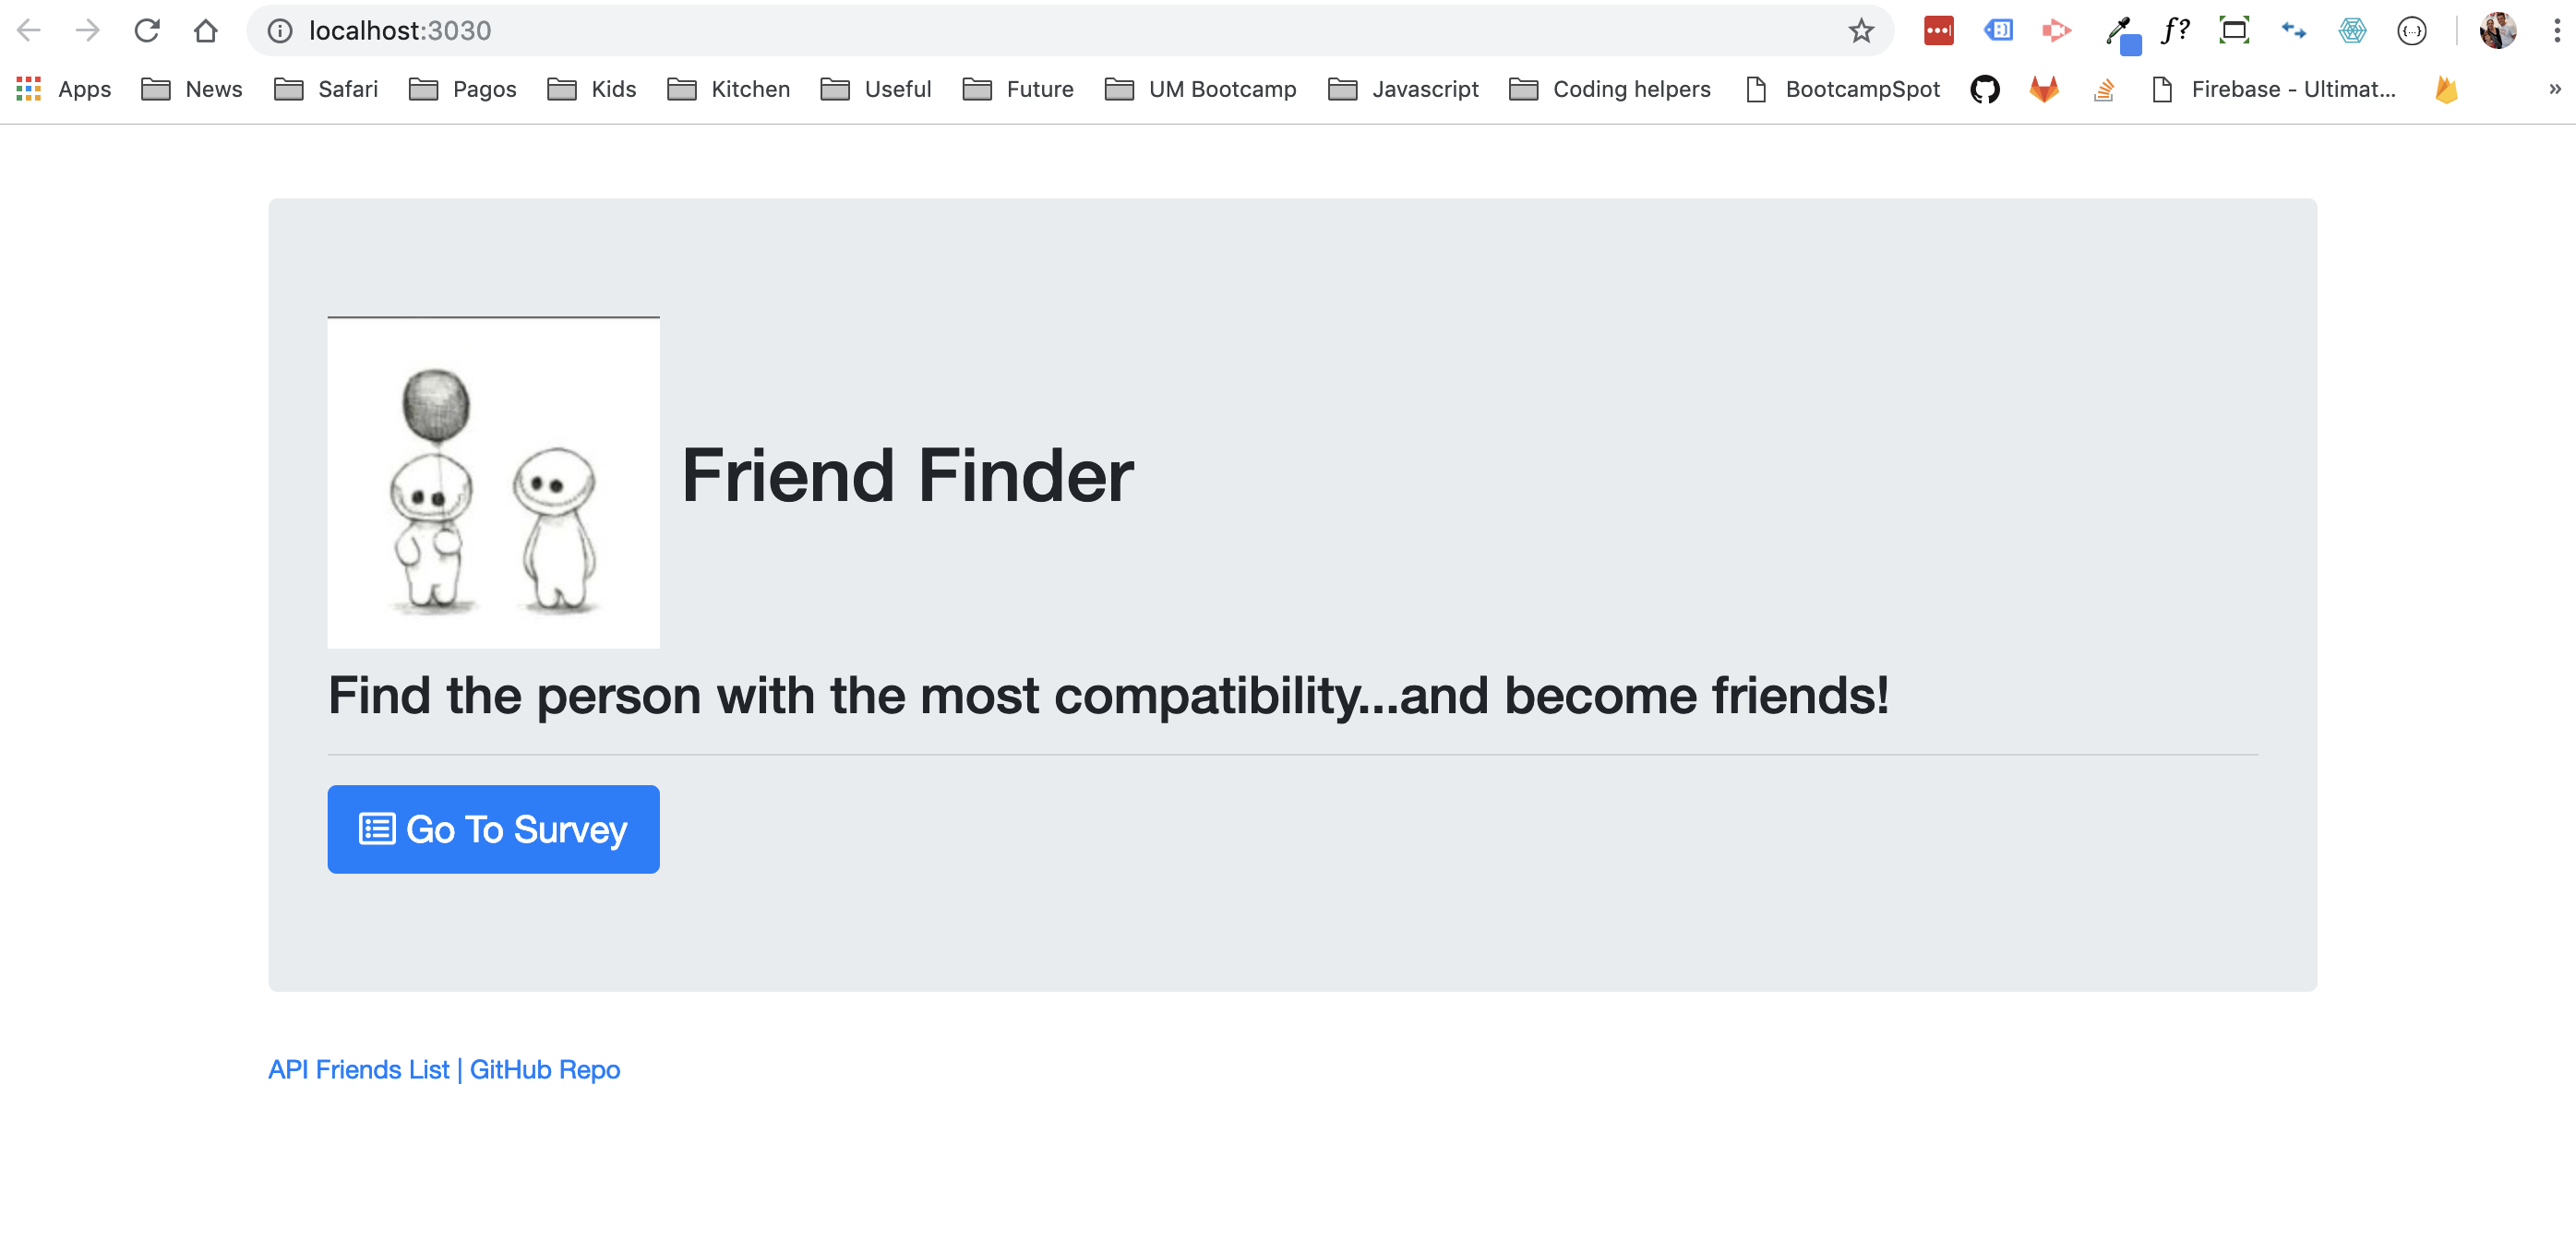 localhost:3030
Apps News Safari Pagos Kids Kitchen Useful Future UM Bootcamp Javascript Coding helpers BootcampSpot Firebase - Ultimat... »
f?
Friend Finder
Find the person with the most compatibility...and become friends!
Go To Survey
API Friends List | GitHub Repo